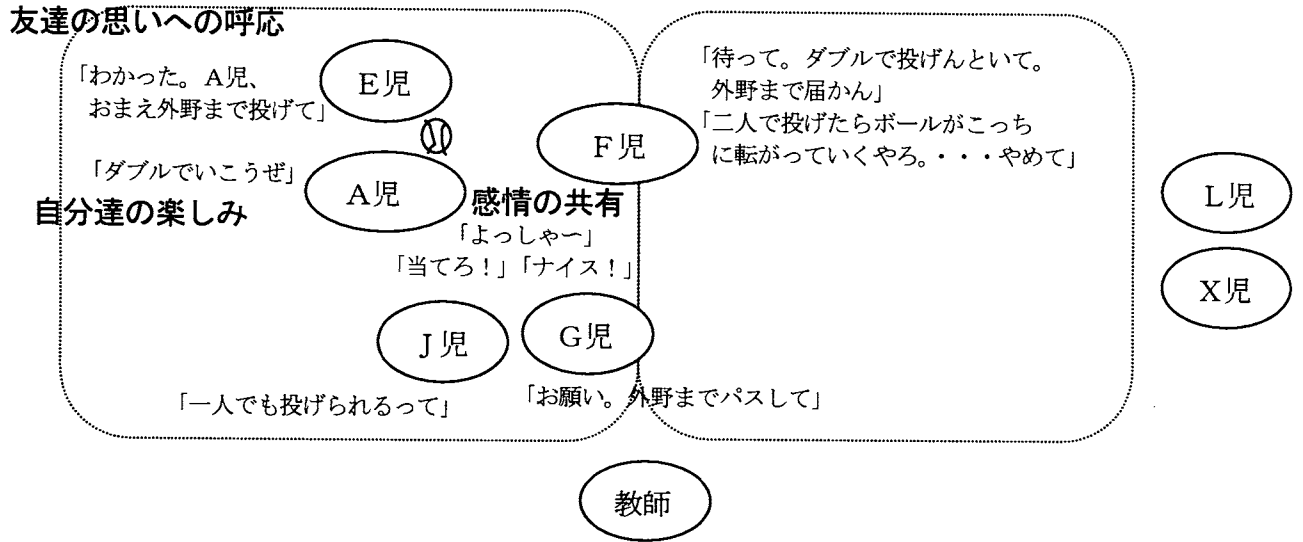 友達の思いへの呼応
「わかった。A児、
おまえ外野まで投げて」
E児
「待って。ダブルで投げんといて。
外野まで届かん」
「二人で投げたらボールがこっち
に転がっていくやろ。・・・やめて」
F児
「ダブルでいこうぜ」
A児
自分達の楽しみ
感情の共有
「よっしゃー」
「当てろ！」「ナイス！」
L児
X児
J児
G児
「一人でも投げられるって」
「お願い。外野までパスして」
教師